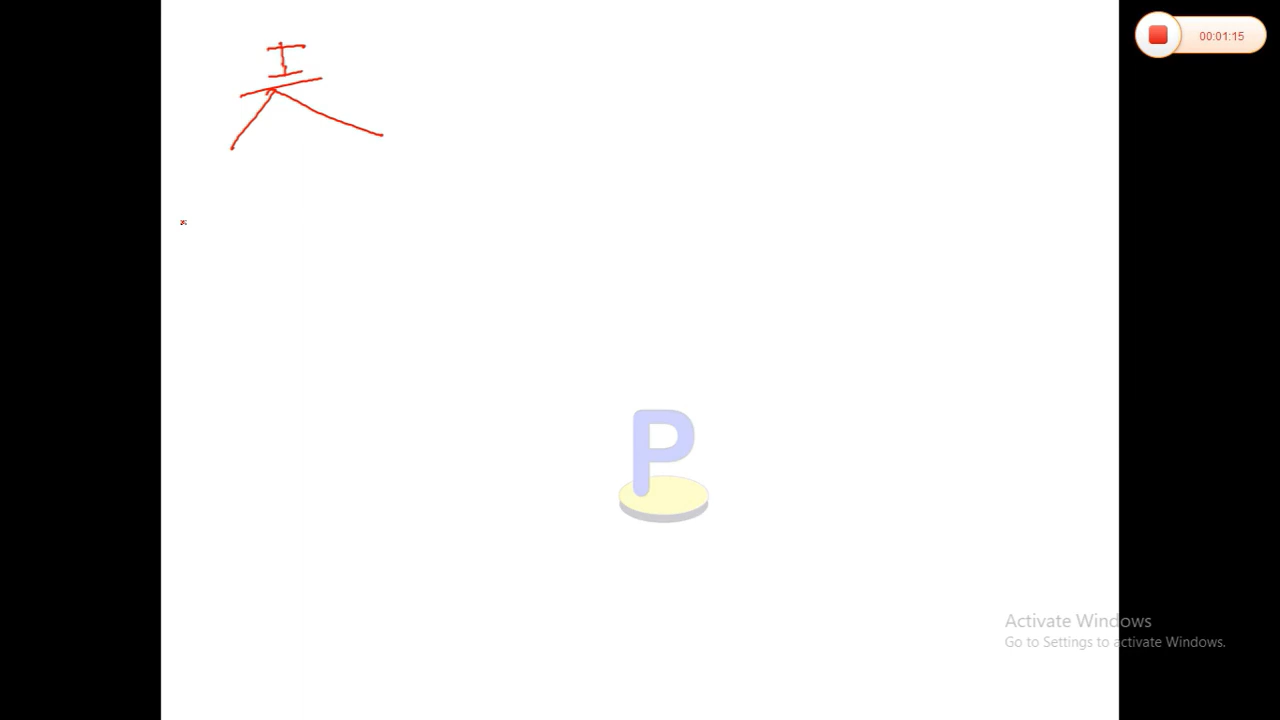 00:01:15
I
P
Activate Windows
Go to Settings to activate Windows.